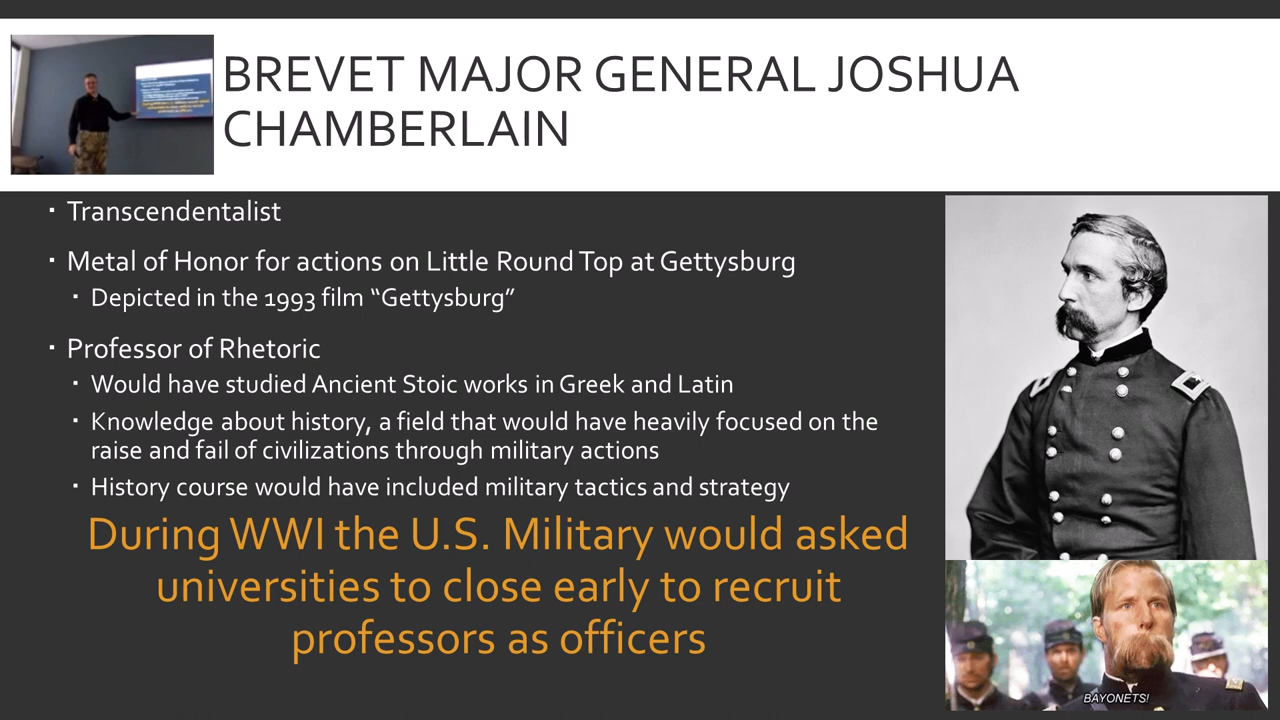 BREVET MAJOR GENERAL JOSHUA
CHAMBERLAIN
▪ Transcendentalist
▪ Metal of Honor for actions on Little Round Top at Gettysburg
▪ Depicted in the 1993 film “Gettysburg”
▪ Professor of Rhetoric
▪ Would have studied Ancient Stoic works in Greek and Latin
▪ Knowledge about history, a field that would have heavily focused on the
raise and fail of civilizations through military actions
▪ History course would have included military tactics and strategy
During WWI the U.S. Military would asked
universities to close early to recruit
professors as officers
BAYONETS!